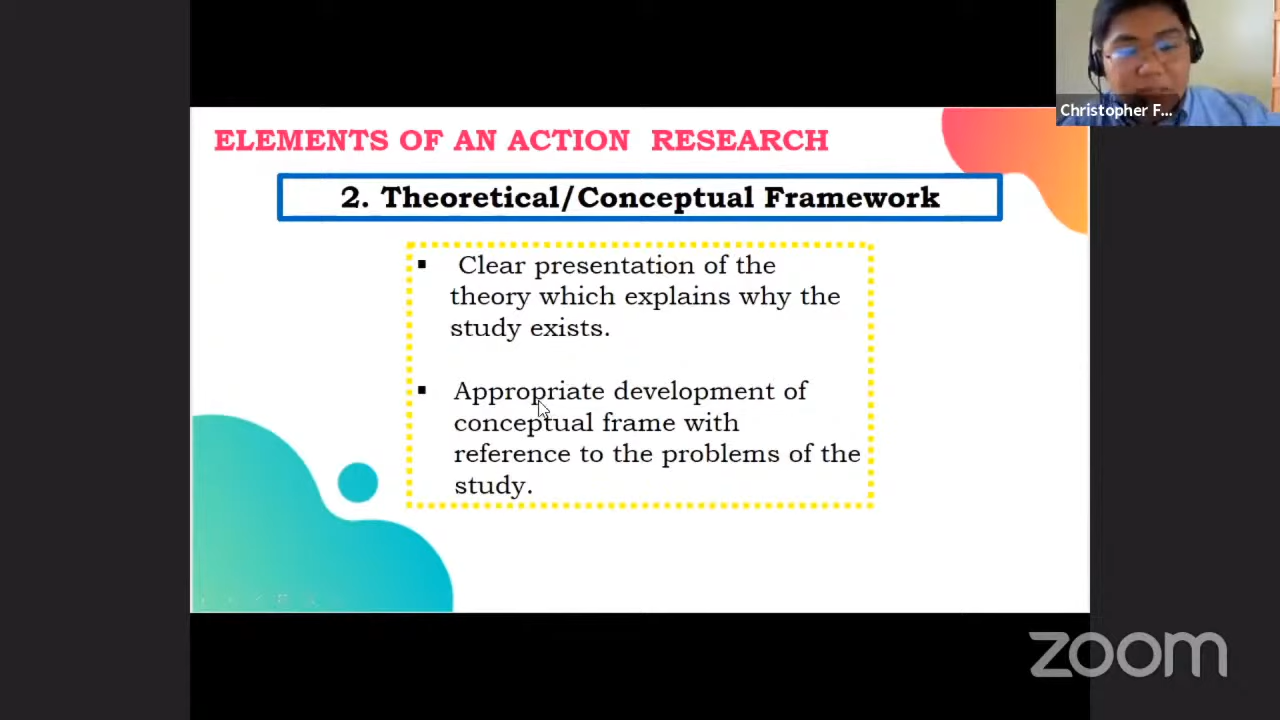 Christopher F...
ELEMENTS OF AN ACTION RESEARCH
2. Theoretical/Conceptual Framework
▪ Clear presentation of the
theory which explains why the
study exists.
▪ Appropriate development of
conceptual frame with
reference to the problems of the
study.
zoom